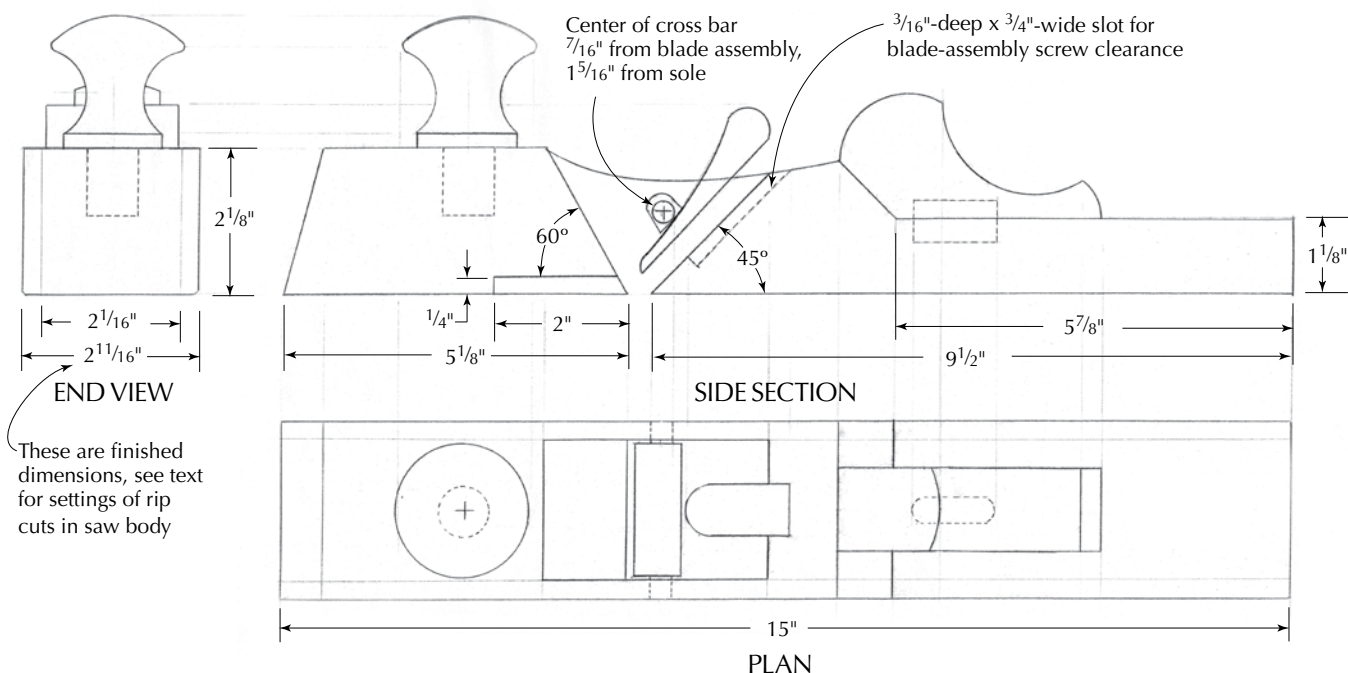 Center of cross bar
7/16" from blade assembly,
1 5/16" from sole
3/16"-deep x 3/4"-wide slot for
blade-assembly screw clearance
2 1/8"
60°
45°
1 1/8"
1/4"
2"
5 7/8"
2 1/16"
5 1/8"
9 1/2"
2 11/16"
END VIEW
SIDE SECTION
These are finished
dimensions, see text
for settings of rip
cuts in saw body
15"
PLAN